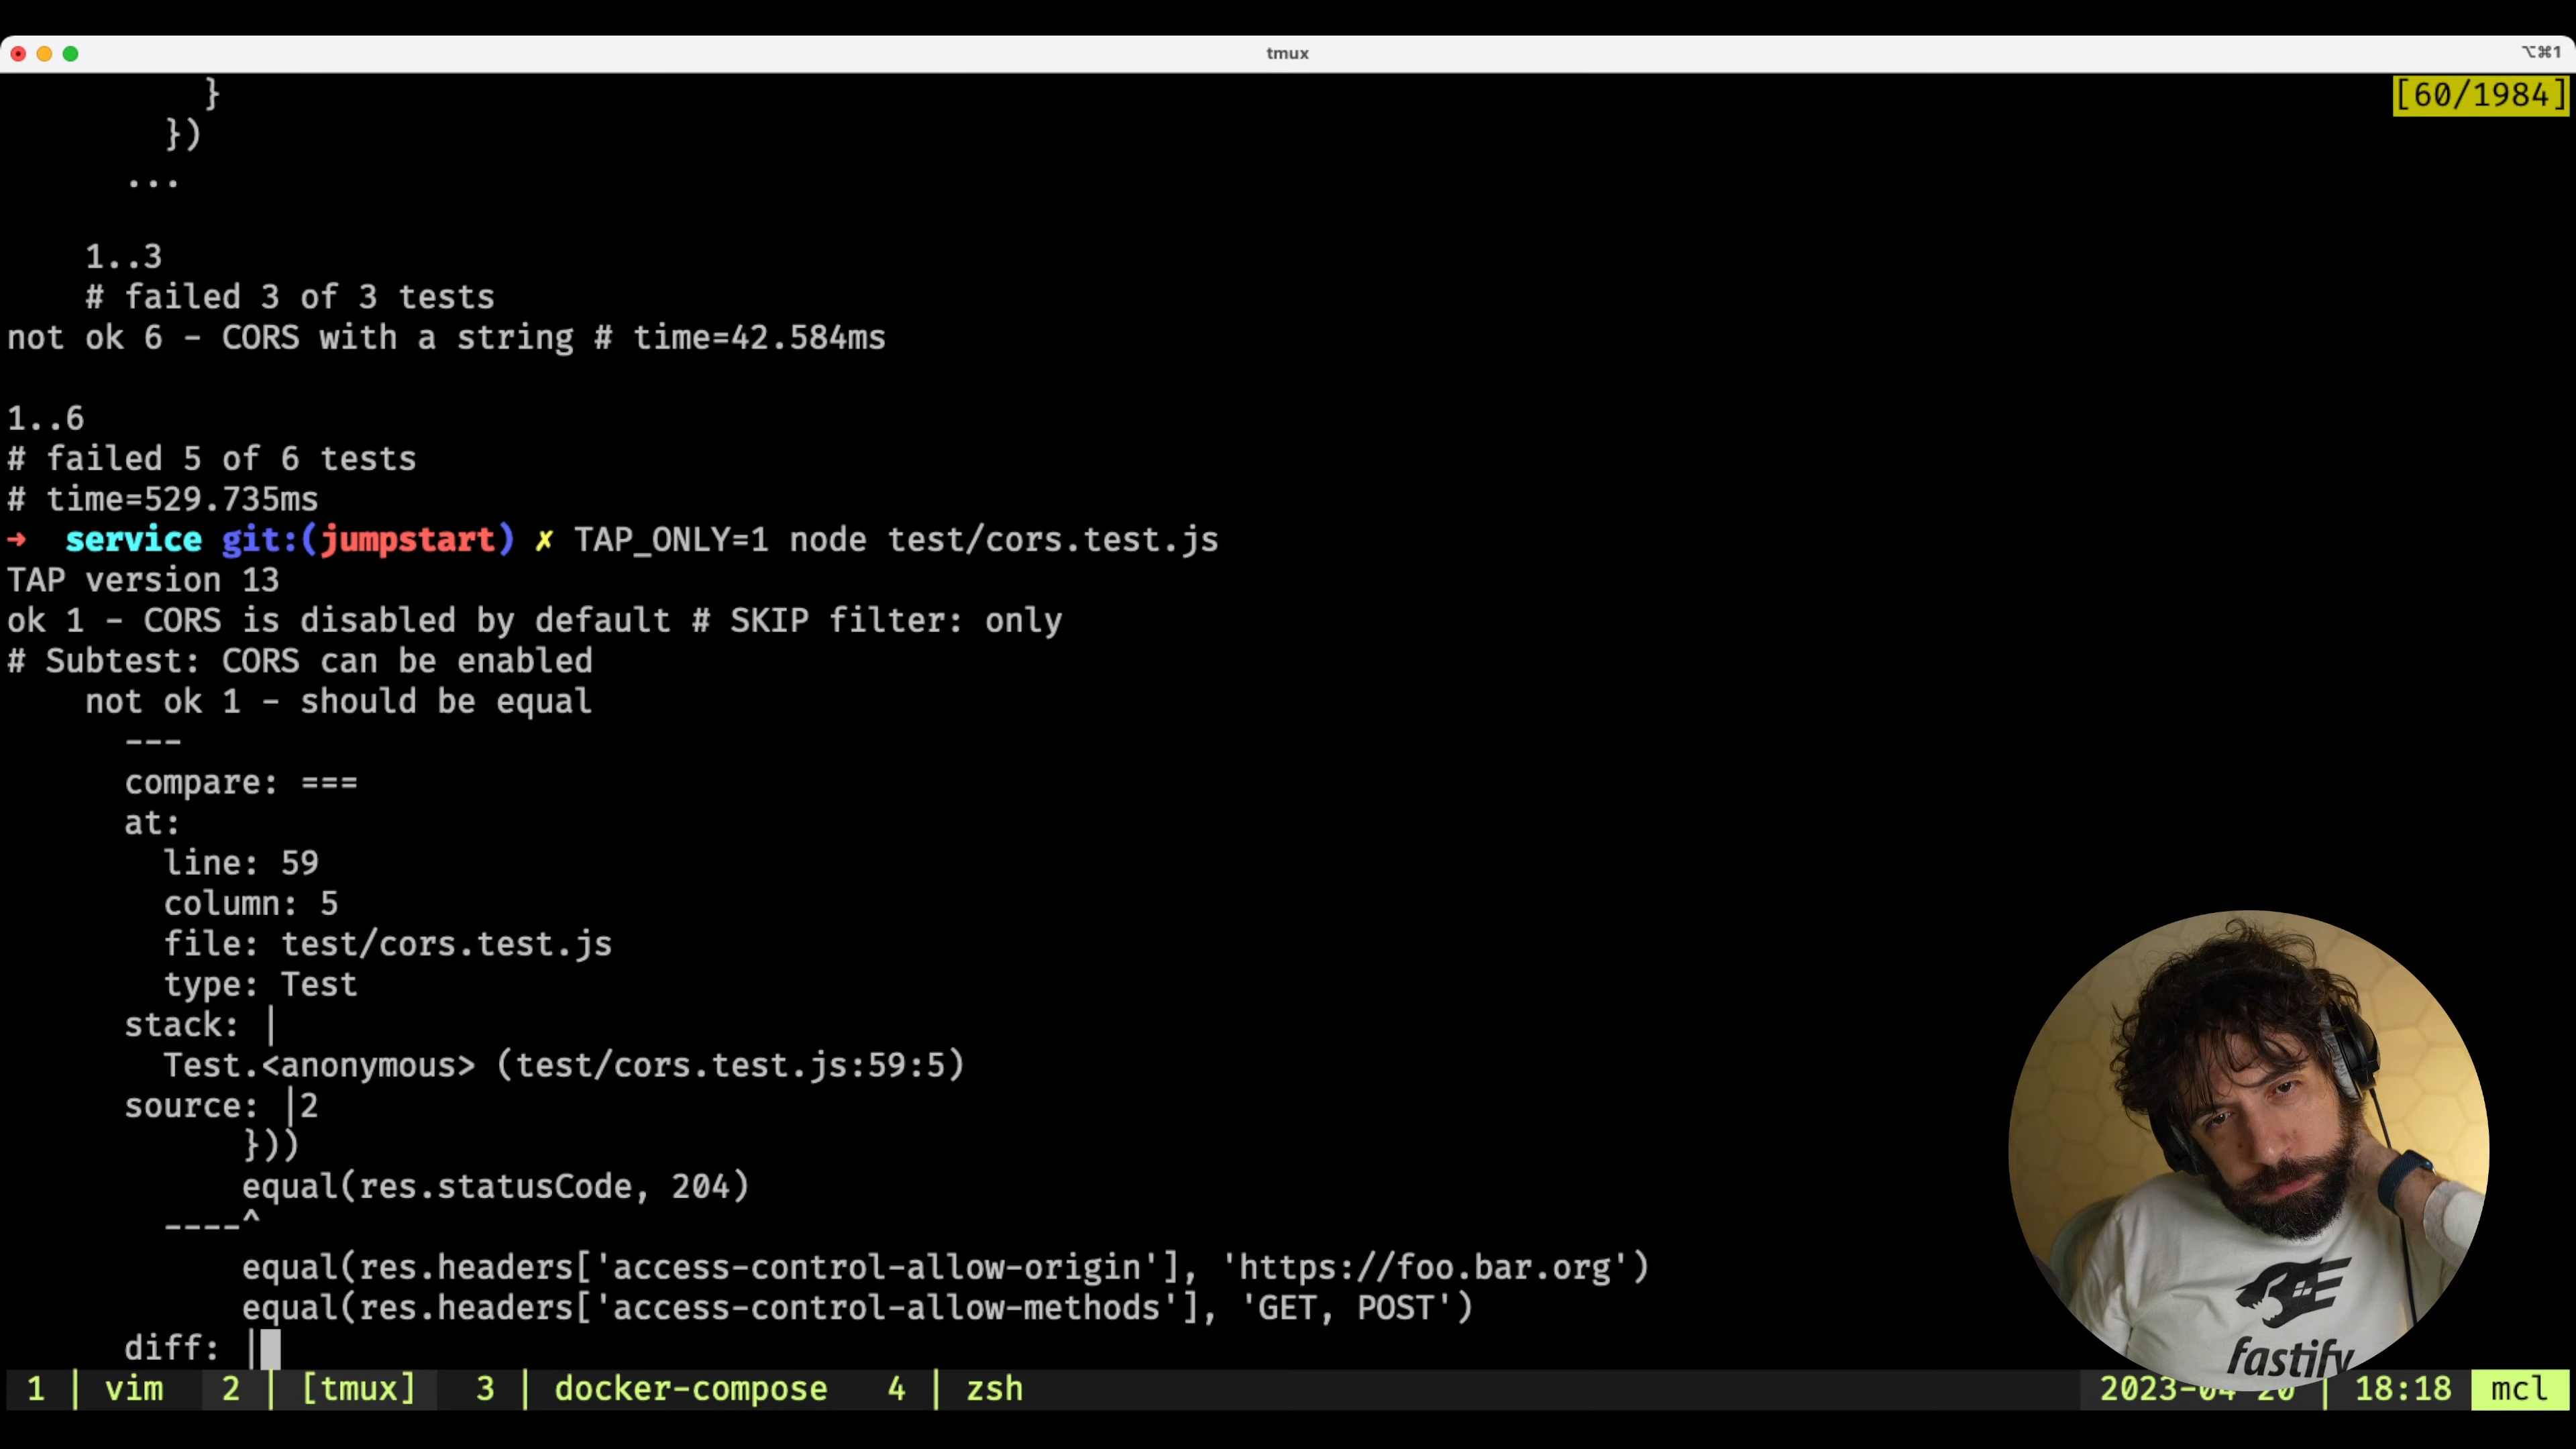 tmux
⌥⌘1
}
[60/1984]
})
...
1..3
# failed 3 of 3 tests
not ok 6 - CORS with a string # time=42.584ms
1..6
# failed 5 of 6 tests
# time=529.735ms
➜ service git:(jumpstart) ✗ TAP_ONLY=1 node test/cors.test.js
TAP version 13
ok 1 - CORS is disabled by default # SKIP filter: only
# Subtest: CORS can be enabled
not ok 1 - should be equal
---
compare: ===
at:
line: 59
column: 5
file: test/cors.test.js
type: Test
stack: |
Test.<anonymous> (test/cors.test.js:59:5)
source: |2
}))
equal(res.statusCode, 204)
----^
equal(res.headers['access-control-allow-origin'], 'https://foo.bar.org')
equal(res.headers['access-control-allow-methods'], 'GET, POST')
diff: |
fastify
1 | vim 2 | [tmux] 3 | docker-compose 4 | zsh 2023-04-20 | 18:18 mcl